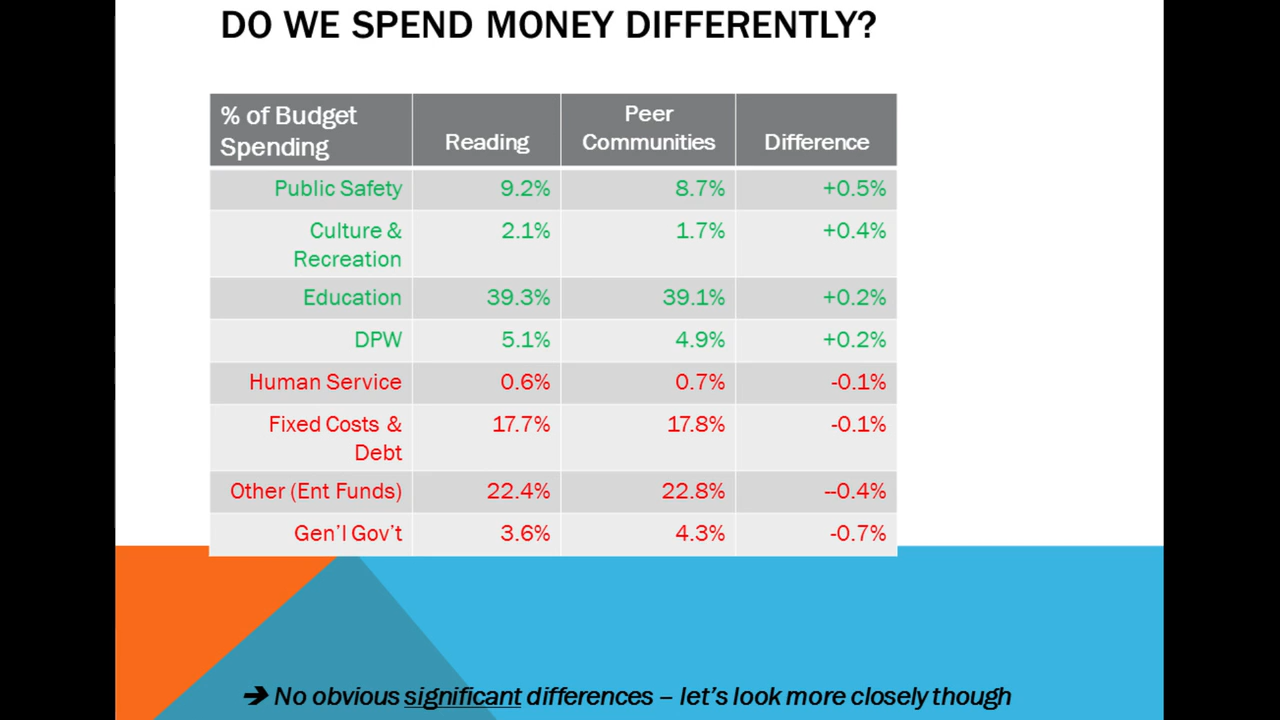 DO WE SPEND MONEY DIFFERENTLY?
% of Budget
Spending
Reading
Peer
Communities
Difference
Public Safety 9.2% 8.7% +0.5%
Culture & 2.1% 1.7% +0.4%
Recreation
Education 39.3% 39.1% +0.2%
DPW 5.1% 4.9% +0.2%
Human Service 0.6% 0.7% -0.1%
Fixed Costs & 17.7% 17.8% -0.1%
Debt
Other (Ent Funds) 22.4% 22.8% --0.4%
Gen'l Gov't 3.6% 4.3% -0.7%
➔ No obvious significant differences – let's look more closely though